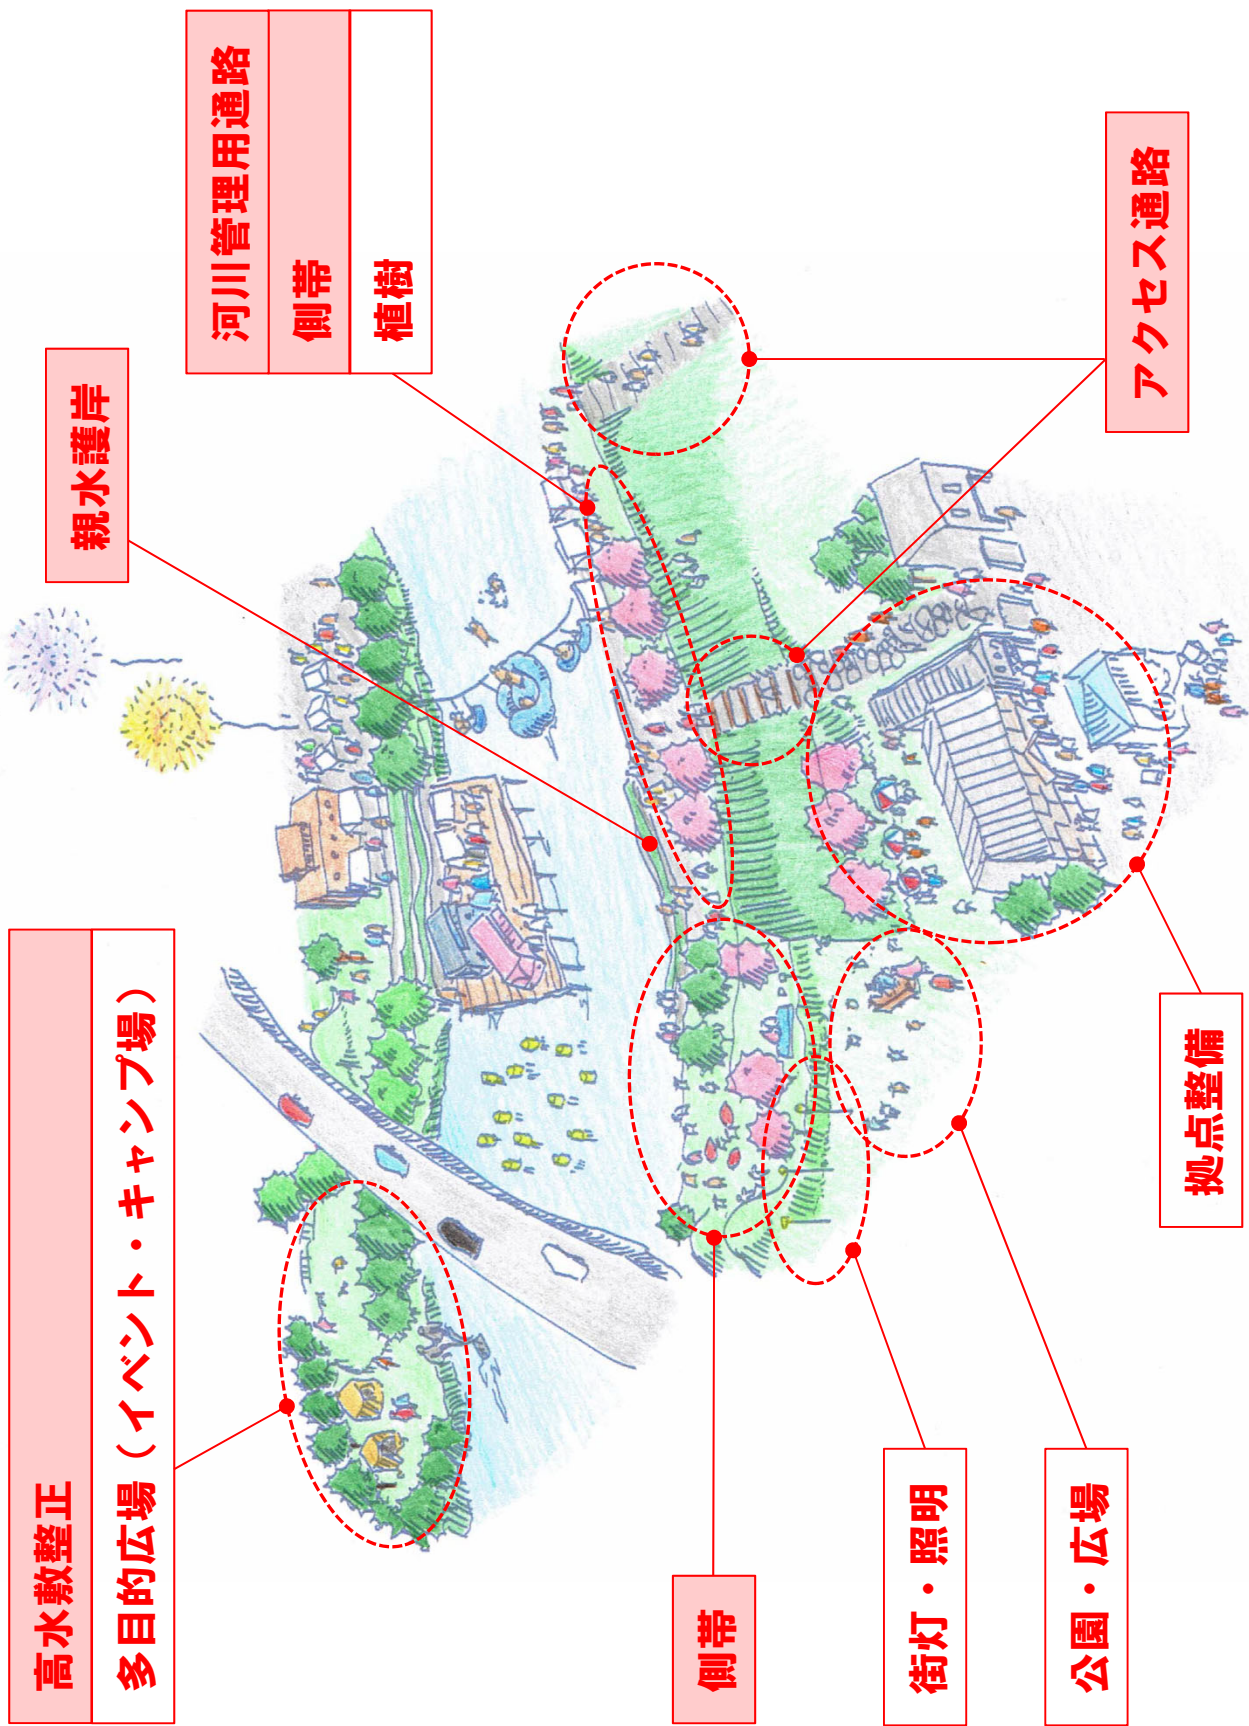 高水敷整正
多目的広場（イベント・キャンプ場）
親水護岸
河川管理用通路
側帯
植樹
側帯
街灯・照明
公園・広場
拠点整備
アクセス通路